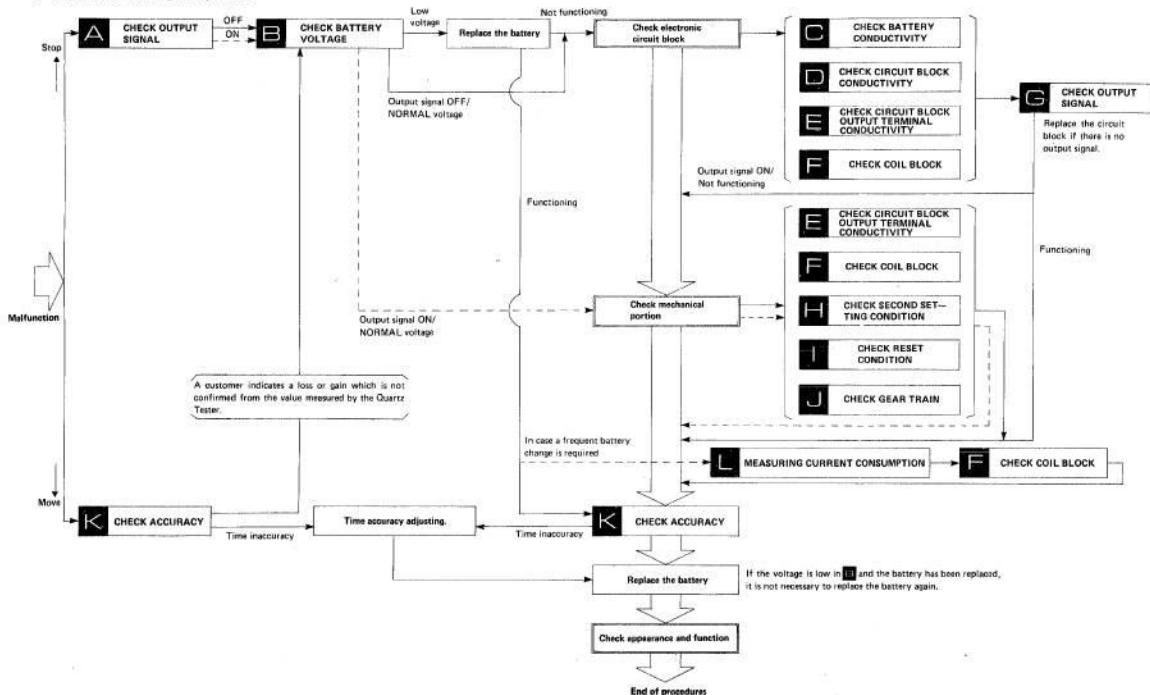 Stop
A CHECK OUTPUT
SIGNAL
OFF
ON
B CHECK BATTERY
VOLTAGE
Low
voltage
Replace the battery
Not functioning
Check electronic
circuit block
C CHECK BATTERY
CONDUCTIVITY
D CHECK CIRCUIT BLOCK
CONDUCTIVITY
E CHECK CIRCUIT BLOCK
OUTPUT TERMINAL
CONDUCTIVITY
F CHECK COIL BLOCK
G CHECK OUTPUT
SIGNAL
Replace the circuit
block if there is no
output signal.
Output signal OFF/
NORMAL voltage
Output signal ON/
Not functioning
Functioning
Functioning
Malfunction
Output signal ON/
NORMAL voltage
Check mechanical
portion
E CHECK CIRCUIT BLOCK
OUTPUT TERMINAL
CONDUCTIVITY
F CHECK COIL BLOCK
H CHECK SECOND SET—
TING CONDITION
I CHECK RESET
CONDITION
J CHECK GEAR TRAIN
A customer indicates a loss or gain which is not
confirmed from the value measured by the Quartz
Tester.
In case a frequent battery
change is required
L MEASURING CURRENT CONSUMPTION
F CHECK COIL BLOCK
Move
K CHECK ACCURACY
Time inaccuracy
Time accuracy adjusting.
Time inaccuracy
K CHECK ACCURACY
Replace the battery
If the voltage is low in B and the battery has been replaced,
it is not necessary to replace the battery again.
Check appearance and function
End of procedures